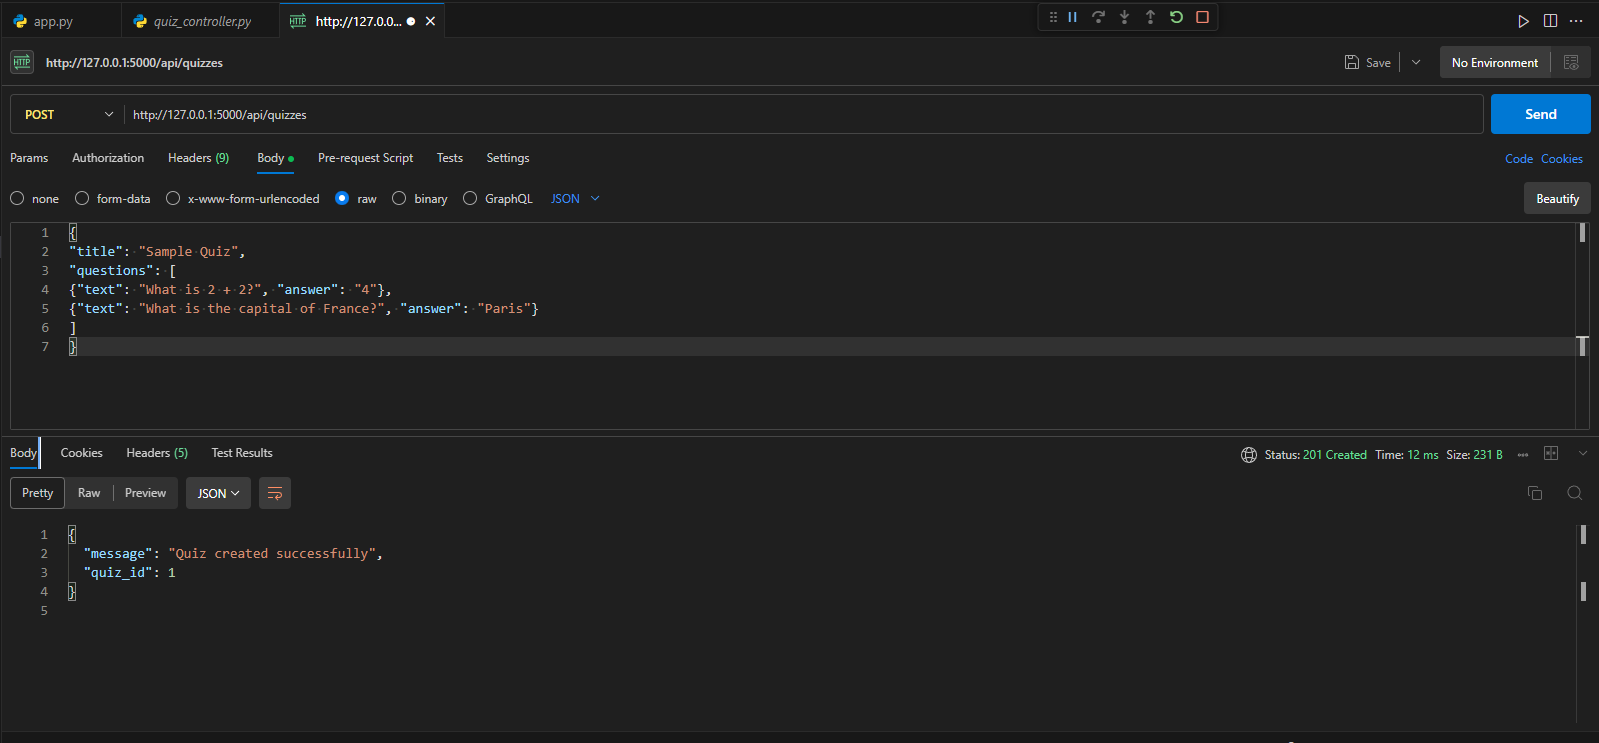 app.py quiz_controller.py http://127.0.0...
HTTP http://127.0.0.1:5000/api/quizzes Save No Environment
POST http://127.0.0.1:5000/api/quizzes Send
Params Authorization Headers (9) Body Pre-request Script Tests Settings Code Cookies
none form-data x-www-form-urlencoded raw binary GraphQL JSON Beautify
1 {
2 "title": "Sample Quiz",
3 "questions": [
4 {"text": "What is 2 + 2?", "answer": "4"},
5 {"text": "What is the capital of France?", "answer": "Paris"}
6 ]
7 }
Body Cookies Headers (5) Test Results Status: 201 Created Time: 12 ms Size: 231 B
Pretty Raw Preview JSON
1 {
2 "message": "Quiz created successfully",
3 "quiz_id": 1
4 }
5